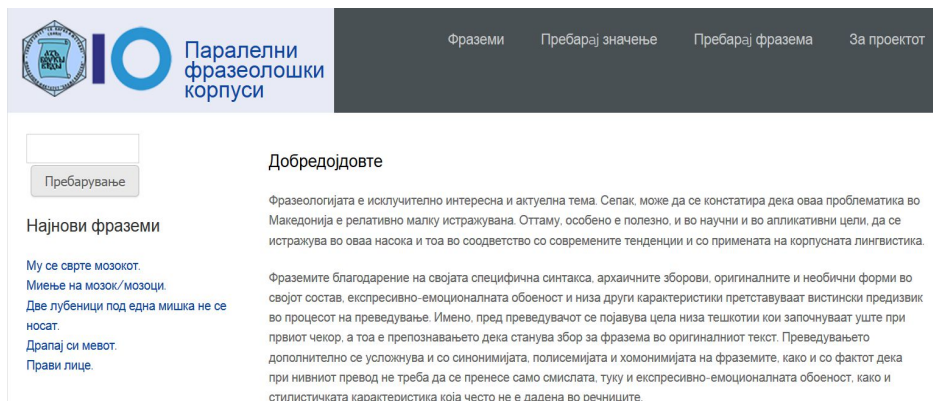 Паралелни
фразеолошки
корпуси
Фраземи Пребарај значење Пребарај фразема За проектот
Пребарување
Најнови фраземи
Му се сврте мозокот.
Миење на мозок/мозоци.
Две лубеници под една мишка не се
носат.
Драпај си мевот.
Прави лице.
Добредојдовте
Фразеологијата е исклучително интересна и актуелна тема. Сепак, може да се констатира дека оваа проблематика во
Македонија е релативно малку истражувана. Оттаму, особено е полезно, и во научни и во апликативни цели, да се
истражува во оваа насока и тоа во соодветство со современите тенденции и со примената на корпусната лингвистика.
Фраземите благодарение на својата специфична синтакса, архаичните зборови, оригиналните и необични форми во
својот состав, експресивно-емоционалната обоеност и низа други карактеристики претставуваат вистински предизвик
во процесот на преведување. Имено, пред преведувачот се појавува цела низа тешкотии кои започнуваат уште при
првиот чекор, а тоа е препознавањето дека станува збор за фразема во оригиналниот текст. Преведувањето
дополнително се усложнува и со синонимијата, полисемијата и хомонимијата на фраземите, како и со фактот дека
при нивниот превод не треба да се пренесе само смислата, туку и експресивно-емоционалната обоеност, како и
стилистичката карактеристика која често не е дадена во речниците.